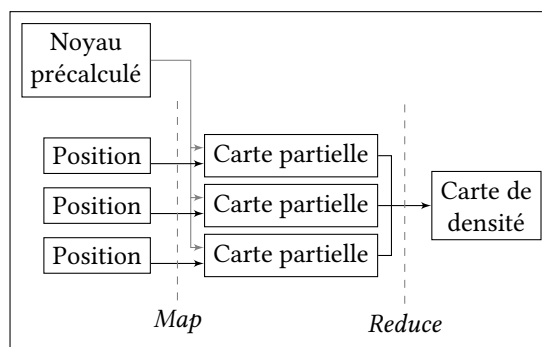 Noyau
précalculé
Position
Carte partielle
Position
Carte partielle
Carte de
densité
Position
Carte partielle
Map
Reduce